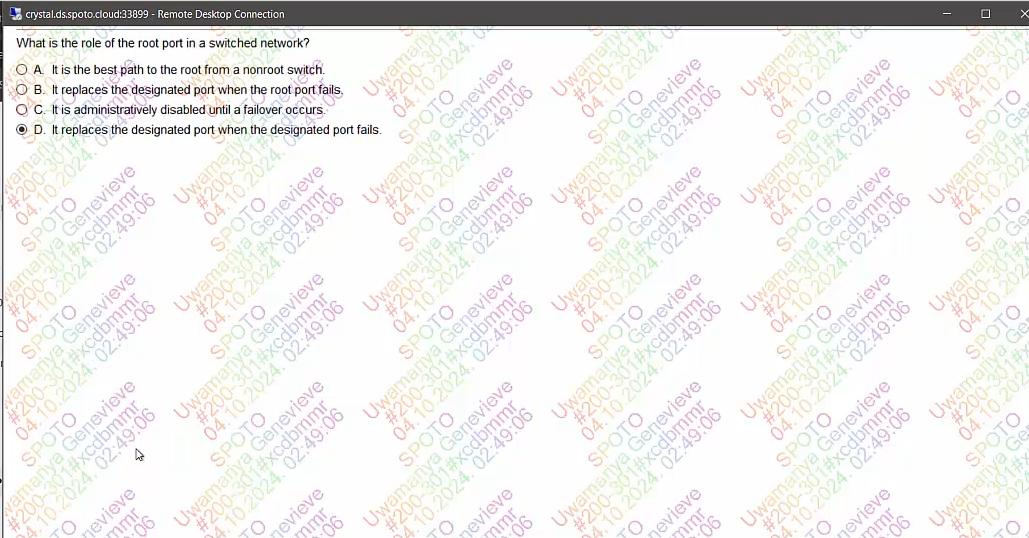 crystal.ds.spoto.cloud:33899 - Remote Desktop Connection
What is the role of the root port in a switched network?
A. It is the best path to the root from a nonroot switch.
B. It replaces the designated port when the root port fails.
C. It is administratively disabled until a failover occurs.
D. It replaces the designated port when the designated port fails.
SPOTO
Uwamariya Genevieve
#200-301#xcdbmmr
04.10.2024. 02:49:06